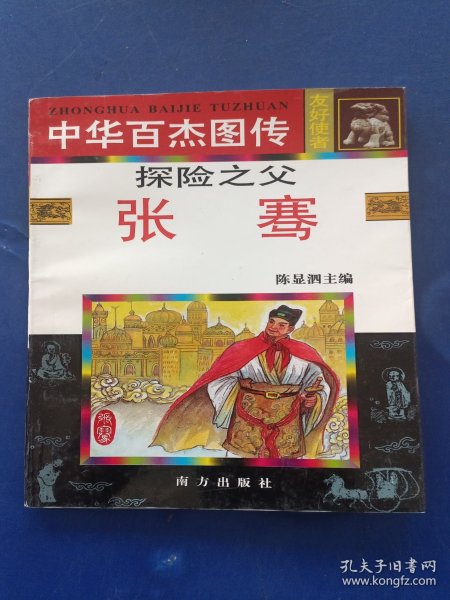 ZHONGHUA BAIJIE TUZHUAN
中华百杰图传
友好使者
探险之父
张骞
陈显泗主编
张骞
南方出版社
孔夫子旧书网
www.kongfz.com